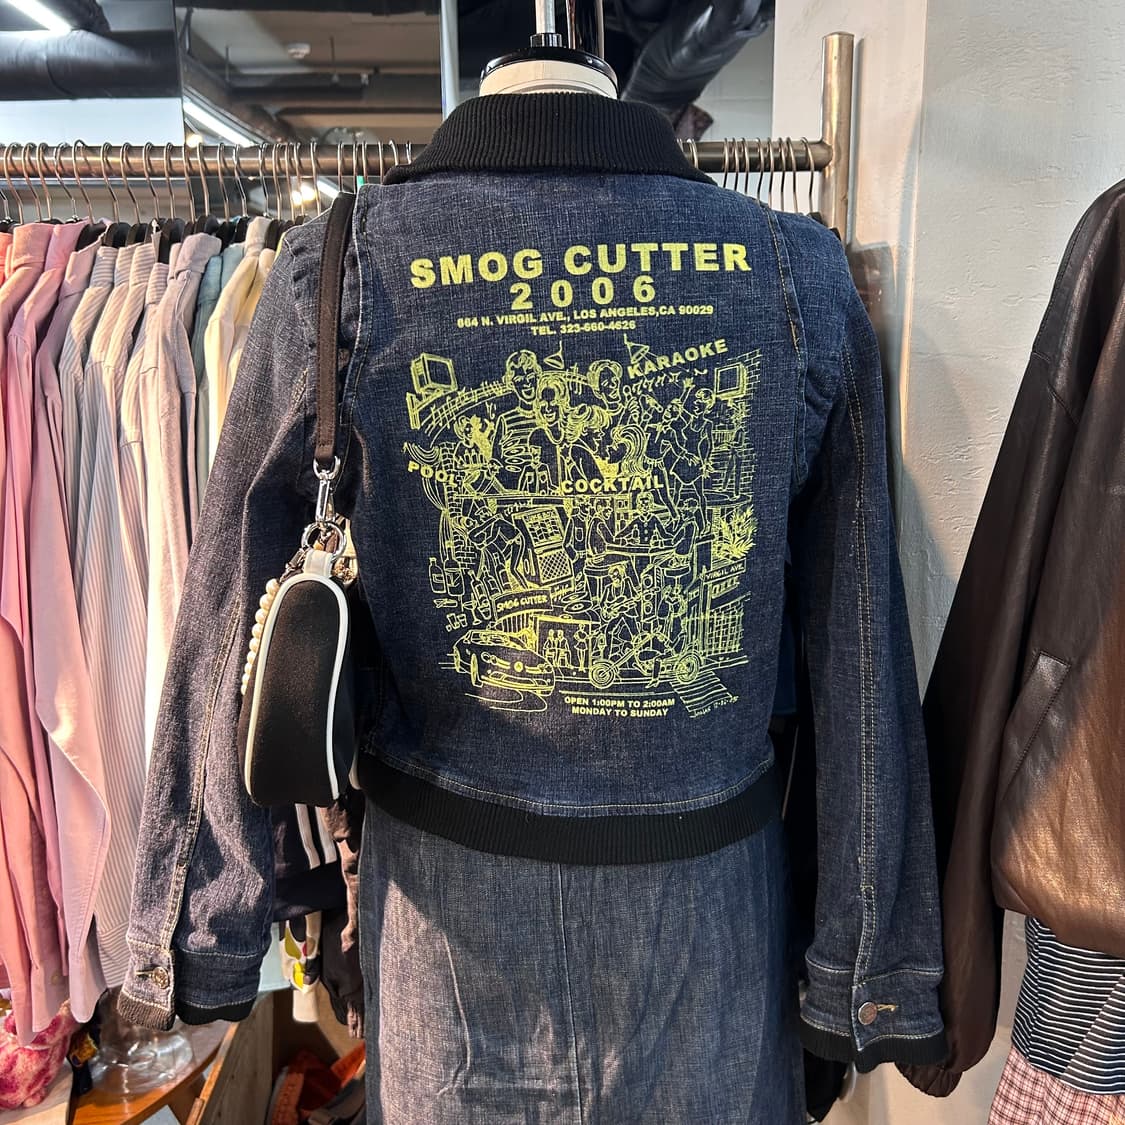 SMOG CUTTER
2006
864 N. VIRGIL AVE., LOS ANGELES,CA 90029
TEL. 323-660-4626
KARAOKE
POOL
COCKTAIL
VIRGIL AVE
SMOG CUTTER
OPEN 1:00PM TO 2:00AM
MONDAY TO SUNDAY